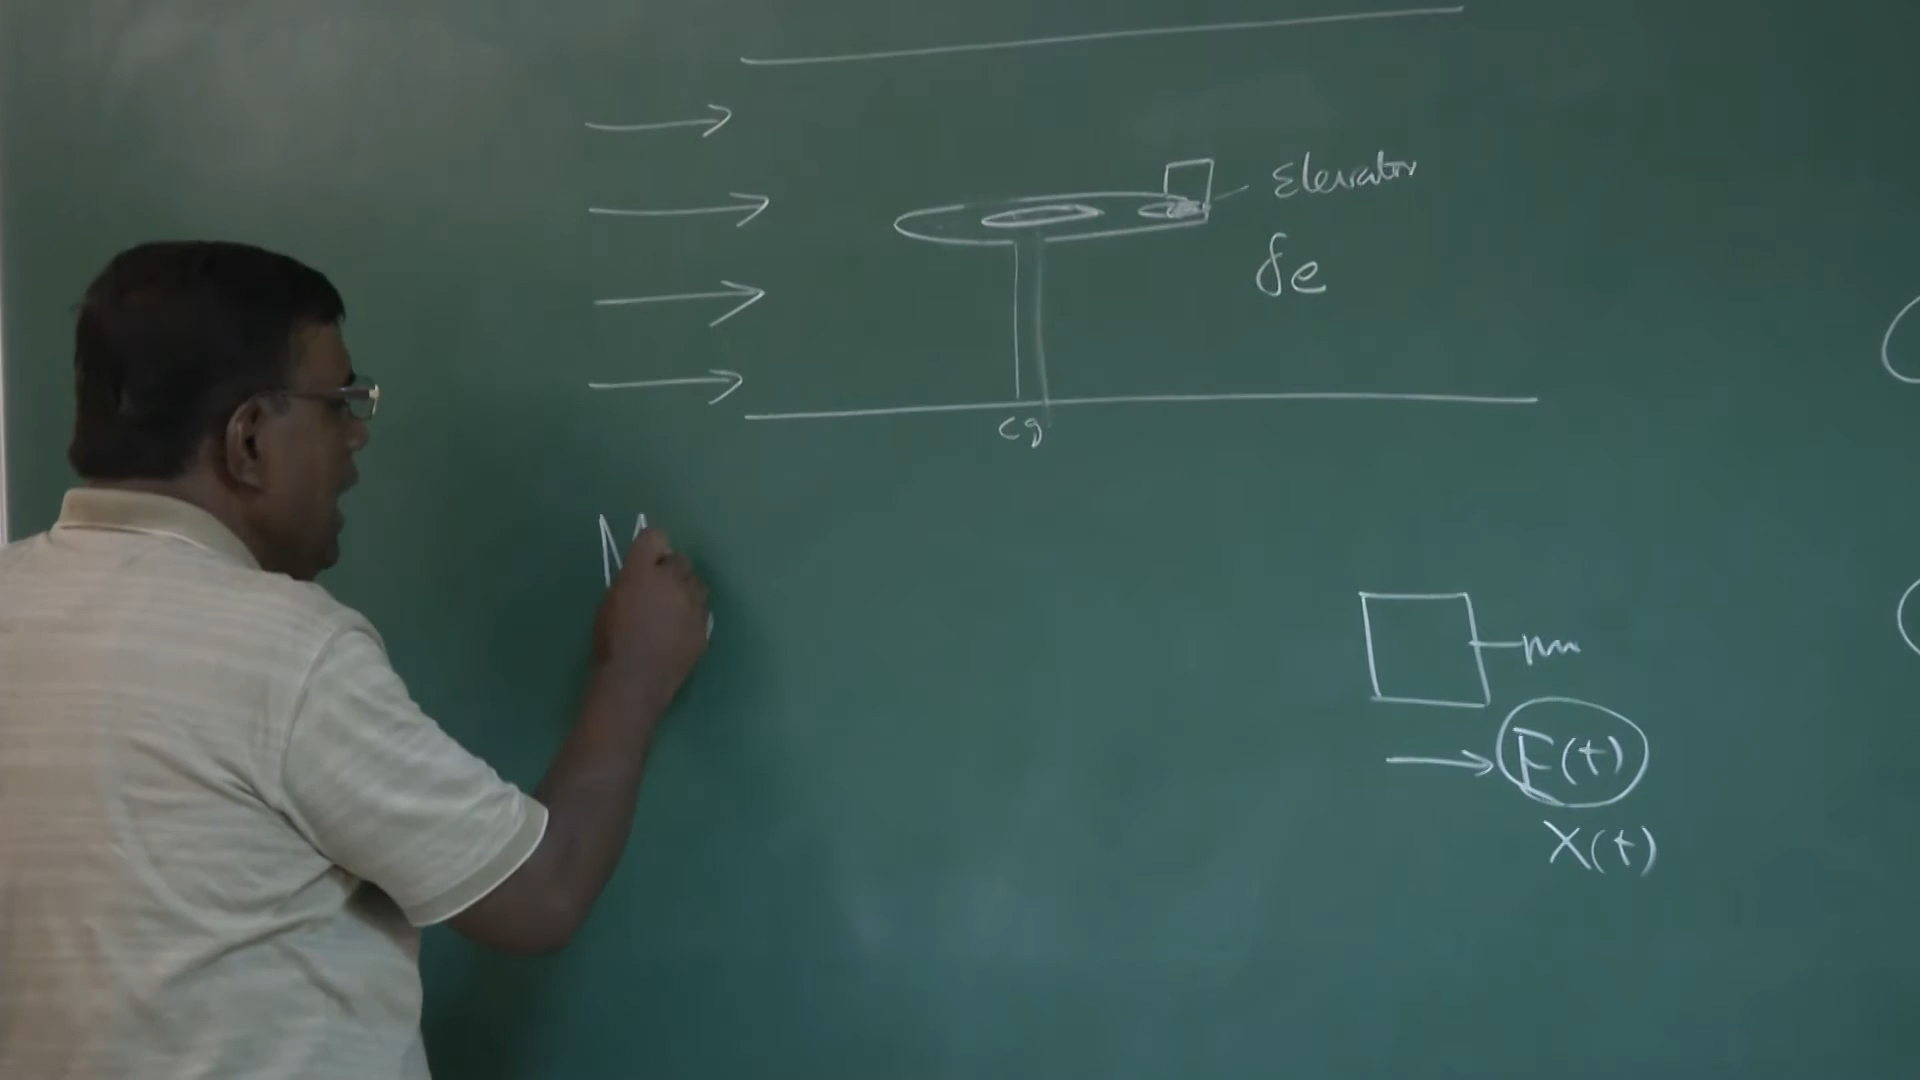 Elevator
δe
cg
M
F(t)
X(t)